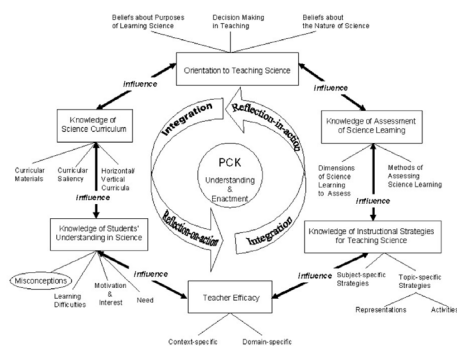 Beliefs about Purposes
of Learning Science
Decision Making
in Teaching
Beliefs about
the Nature of Science
Orientation to Teaching Science
Influence
Influence
Integration
Reflection-in-action
Knowledge of
Science Curriculum
Knowledge of Assessment
of Science Learning
PCK
Understanding
&
Enactment
Curricular
Materials
Curricular
Saliency
Horizontal/
Vertical
Curricula
Dimensions
of Science
Learning
to Assess
Methods of
Assessing
Science Learning
Influence
Influence
Reflection-on-action
Integration
Knowledge of Students'
Understanding in Science
Knowledge of Instructional Strategies
for Teaching Science
Influence
Influence
Misconceptions
Learning
Difficulties
Motivation
&
Interest
Need
Teacher Efficacy
Subject-specific
Strategies
Topic-specific
Strategies
Representations
Activities
Context-specific
Domain-specific